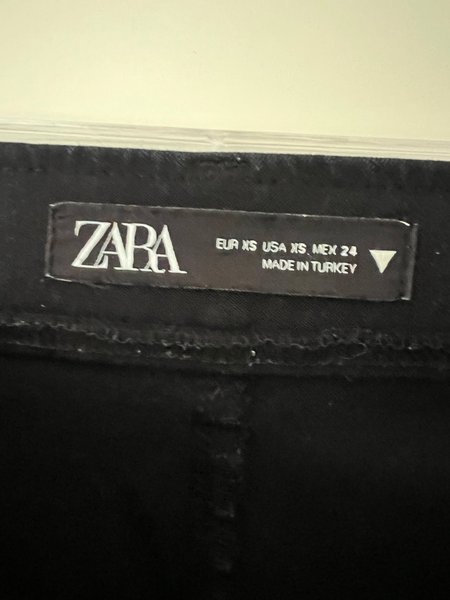 ZARA
EUR XS USA XS MEX 24
MADE IN TURKEY